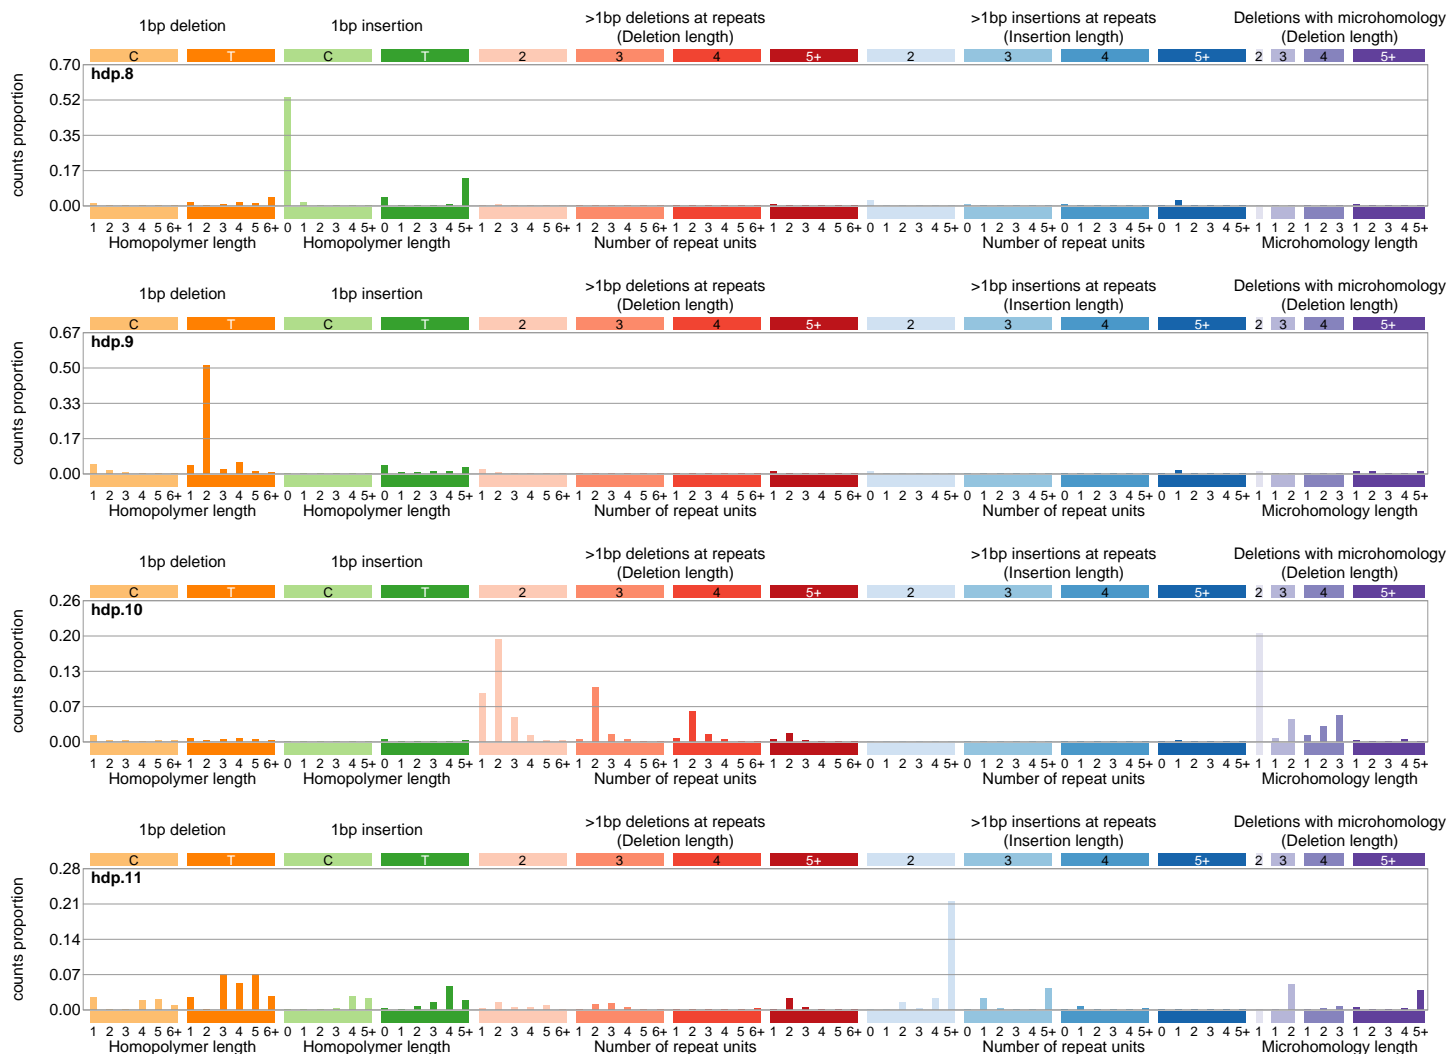 1bp deletion 1bp insertion >1bp deletions at repeats (Deletion length) >1bp insertions at repeats (Insertion length) Deletions with microhomology (Deletion length)
C T C T 2 3 4 5+ 2 3 4 5+ 2 3 4 5+
hdp.8
counts proportion
0.70
0.52
0.35
0.17
0.00
1 2 3 4 5 6+ 1 2 3 4 5 6+ 0 1 2 3 4 5+ 0 1 2 3 4 5+ 1 2 3 4 5 6+ 1 2 3 4 5 6+ 1 2 3 4 5 6+ 1 2 3 4 5 6+ 0 1 2 3 4 5+ 0 1 2 3 4 5+ 0 1 2 3 4 5+ 0 1 2 3 4 5+ 1 1 2 1 2 3 1 2 3 4 5+
Homopolymer length Homopolymer length Number of repeat units Number of repeat units Microhomology length
1bp deletion 1bp insertion >1bp deletions at repeats (Deletion length) >1bp insertions at repeats (Insertion length) Deletions with microhomology (Deletion length)
C T C T 2 3 4 5+ 2 3 4 5+ 2 3 4 5+
hdp.9
counts proportion
0.67
0.50
0.33
0.17
0.00
1 2 3 4 5 6+ 1 2 3 4 5 6+ 0 1 2 3 4 5+ 0 1 2 3 4 5+ 1 2 3 4 5 6+ 1 2 3 4 5 6+ 1 2 3 4 5 6+ 1 2 3 4 5 6+ 0 1 2 3 4 5+ 0 1 2 3 4 5+ 0 1 2 3 4 5+ 0 1 2 3 4 5+ 1 1 2 1 2 3 1 2 3 4 5+
Homopolymer length Homopolymer length Number of repeat units Number of repeat units Microhomology length
1bp deletion 1bp insertion >1bp deletions at repeats (Deletion length) >1bp insertions at repeats (Insertion length) Deletions with microhomology (Deletion length)
C T C T 2 3 4 5+ 2 3 4 5+ 2 3 4 5+
hdp.10
counts proportion
0.26
0.20
0.13
0.07
0.00
1 2 3 4 5 6+ 1 2 3 4 5 6+ 0 1 2 3 4 5+ 0 1 2 3 4 5+ 1 2 3 4 5 6+ 1 2 3 4 5 6+ 1 2 3 4 5 6+ 1 2 3 4 5 6+ 0 1 2 3 4 5+ 0 1 2 3 4 5+ 0 1 2 3 4 5+ 0 1 2 3 4 5+ 1 1 2 1 2 3 1 2 3 4 5+
Homopolymer length Homopolymer length Number of repeat units Number of repeat units Microhomology length
1bp deletion 1bp insertion >1bp deletions at repeats (Deletion length) >1bp insertions at repeats (Insertion length) Deletions with microhomology (Deletion length)
C T C T 2 3 4 5+ 2 3 4 5+ 2 3 4 5+
hdp.11
counts proportion
0.28
0.21
0.14
0.07
0.00
1 2 3 4 5 6+ 1 2 3 4 5 6+ 0 1 2 3 4 5+ 0 1 2 3 4 5+ 1 2 3 4 5 6+ 1 2 3 4 5 6+ 1 2 3 4 5 6+ 1 2 3 4 5 6+ 0 1 2 3 4 5+ 0 1 2 3 4 5+ 0 1 2 3 4 5+ 0 1 2 3 4 5+ 1 1 2 1 2 3 1 2 3 4 5+
Homopolymer length Homopolymer length Number of repeat units Number of repeat units Microhomology length